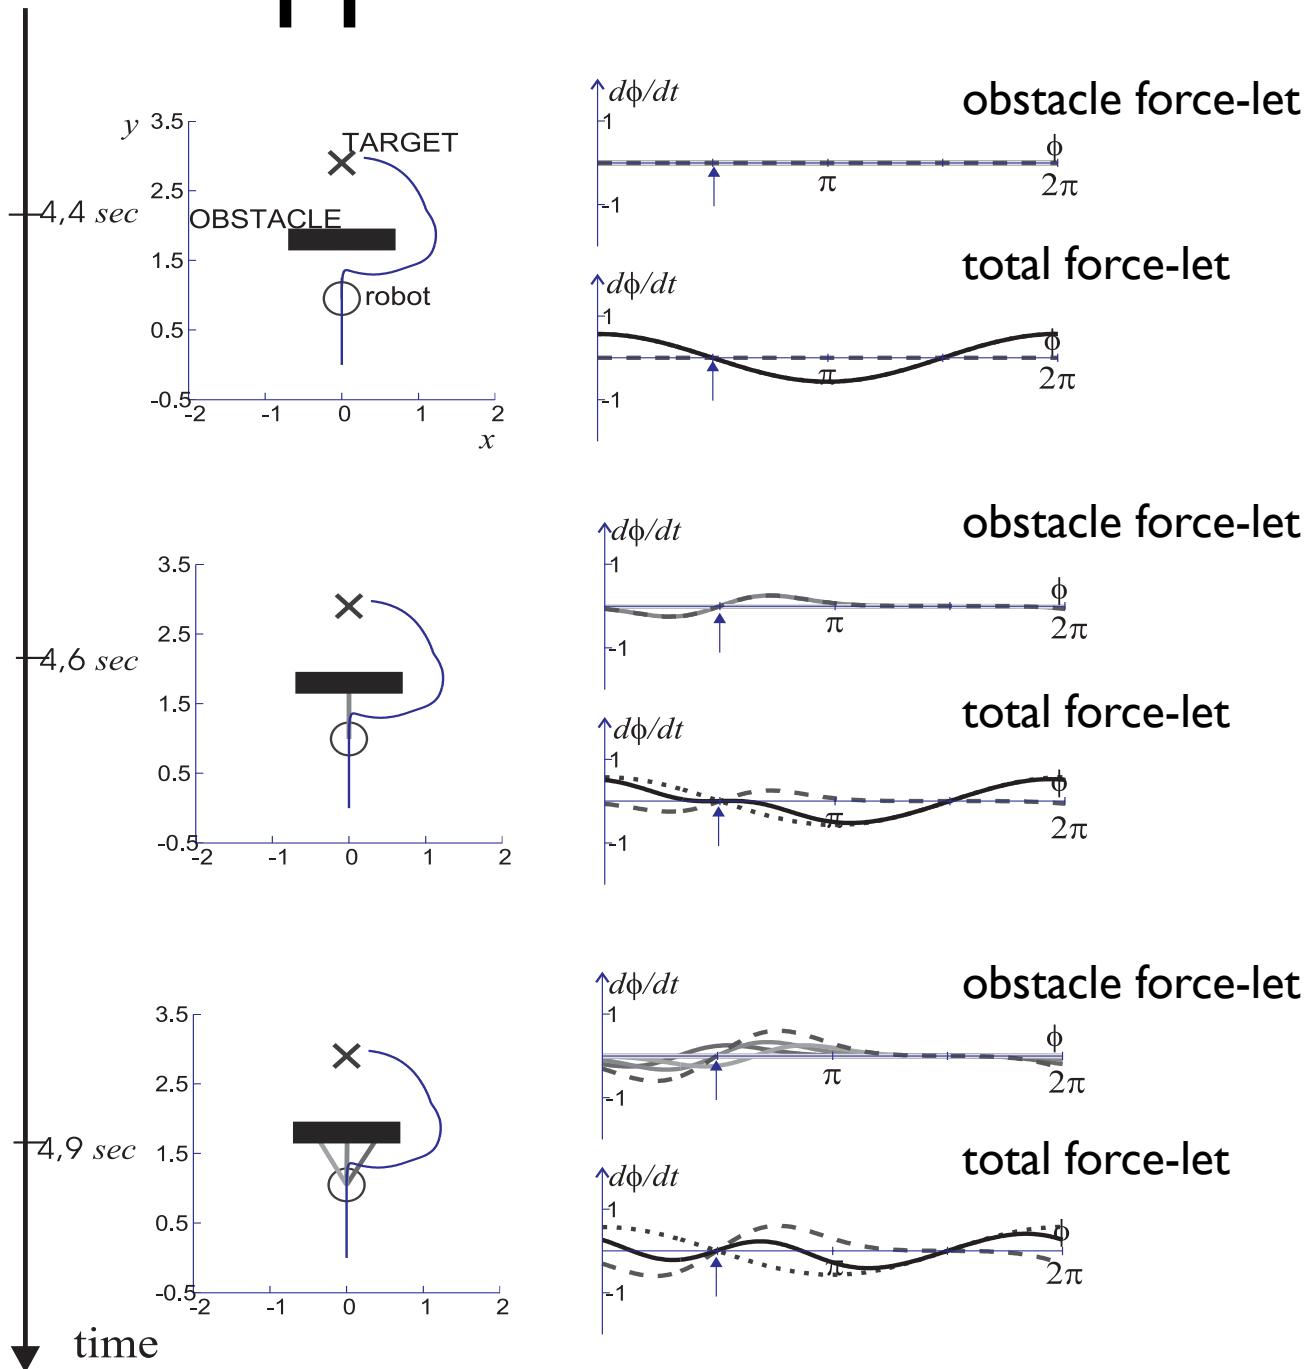 dϕ/dt
obstacle force-let
y
3.5
TARGET
1
ϕ
2.5
π
2π
4,4 sec
OBSTACLE
-1
1.5
total force-let
dϕ/dt
robot
0.5
1
ϕ
π
2π
-0.5
-2
-1
0
1
2
-1
x
obstacle force-let
dϕ/dt
3.5
1
ϕ
2.5
π
2π
4,6 sec
-1
1.5
total force-let
dϕ/dt
0.5
1
ϕ
π
2π
-0.5
-2
-1
0
1
2
-1
obstacle force-let
dϕ/dt
3.5
1
ϕ
2.5
π
2π
-1
4,9 sec
1.5
total force-let
dϕ/dt
0.5
1
ϕ
π
2π
-0.5
-2
-1
0
1
2
-1
time